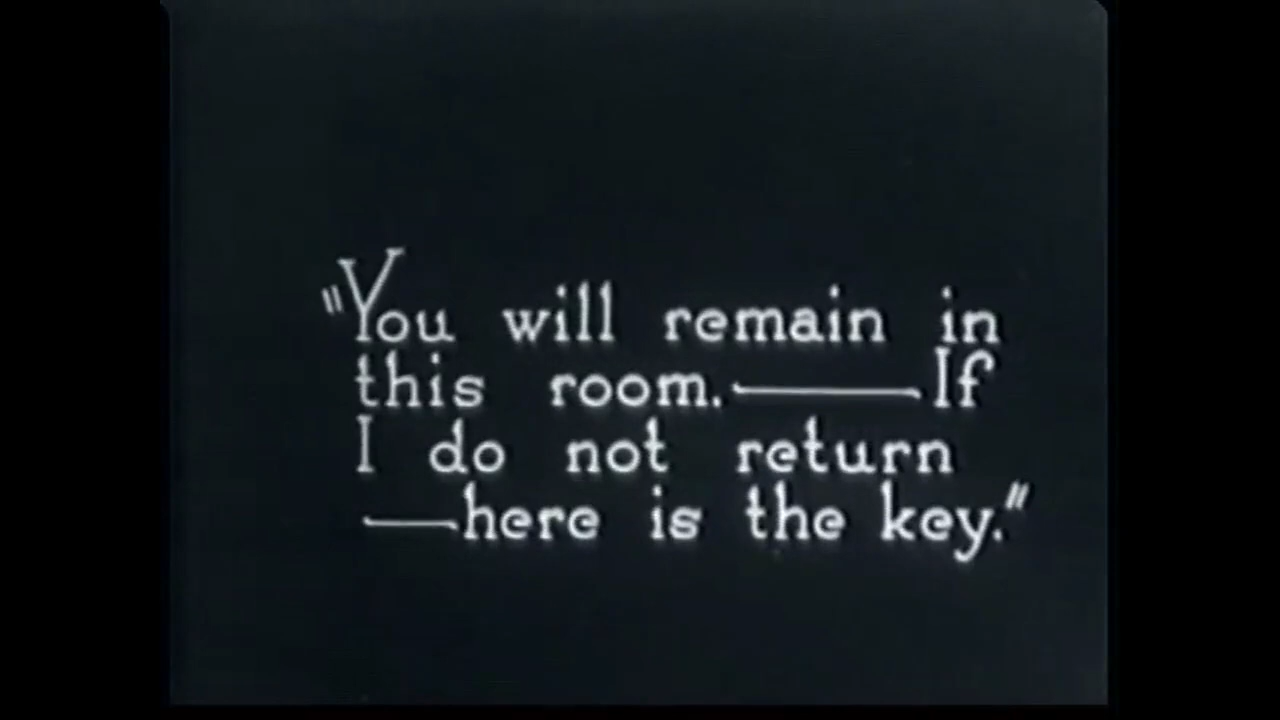 "You will remain in
this room.——If
I do not return
—here is the key."